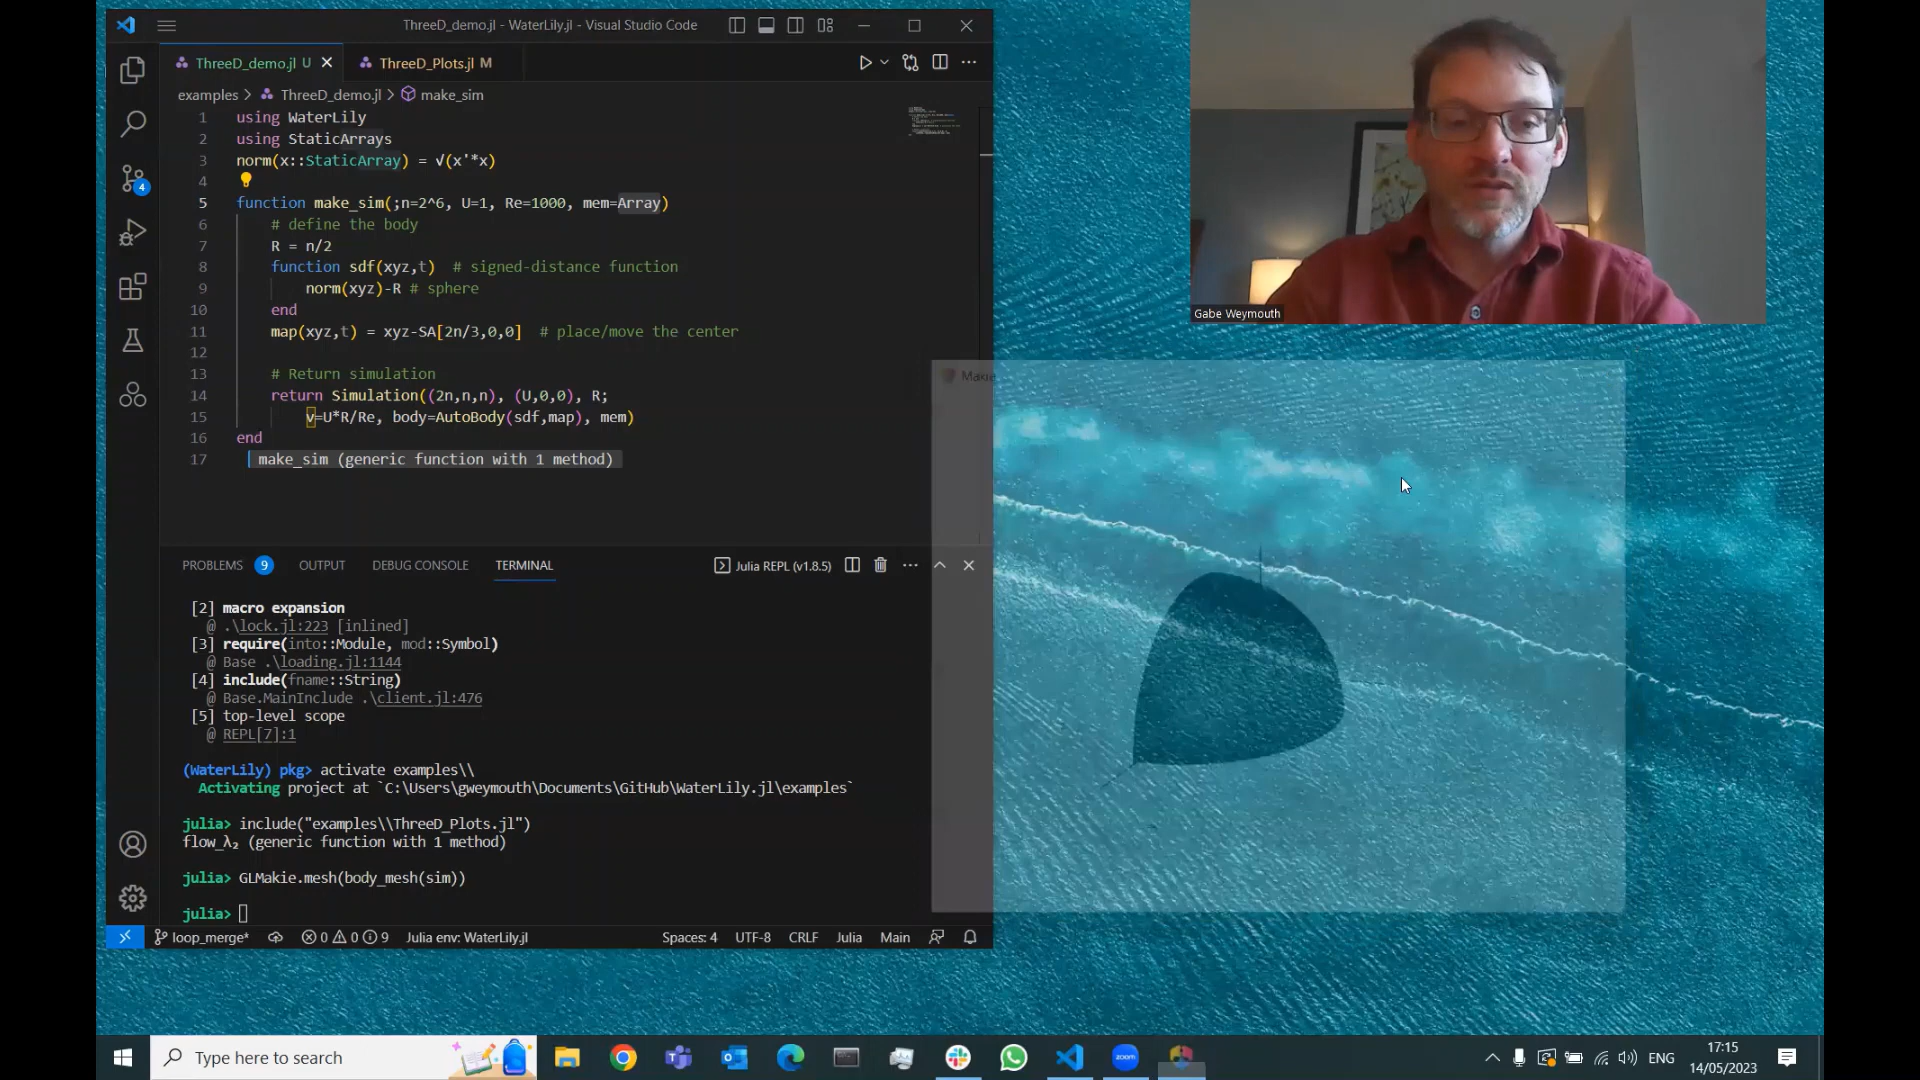 ThreeD_demo.jl - WaterLily.jl - Visual Studio Code
ThreeD_demo.jl U
ThreeD_Plots.jl M
examples > ThreeD_demo.jl > make_sim
1 using WaterLily
2 using StaticArrays
3 norm(x::StaticArray) = √(x'*x)
4
5 function make_sim(;n=2^6, U=1, Re=1000, mem=Array)
6 # define the body
7 R = n/2
8 function sdf(xyz,t) # signed-distance function
9 norm(xyz)-R # sphere
10 end
11 map(xyz,t) = xyz-SA[2n/3,0,0] # place/move the center
12
13 # Return simulation
14 return Simulation((2n,n,n), (U,0,0), R;
15 ν=U*R/Re, body=AutoBody(sdf,map), mem)
16 end
17 make_sim (generic function with 1 method)
4
PROBLEMS 9 OUTPUT DEBUG CONSOLE TERMINAL Julia REPL (v1.8.5)
[2] macro expansion
@ .\lock.jl:223 [inlined]
[3] require(into::Module, mod::Symbol)
@ Base .\loading.jl:1144
[4] include(fname::String)
@ Base.MainInclude .\client.jl:476
[5] top-level scope
@ REPL[7]:1
(WaterLily) pkg> activate examples\\
Activating project at `C:\Users\gweymouth\Documents\GitHub\WaterLily.jl\examples`
julia> include("examples\\ThreeD_Plots.jl")
flow_λ₂ (generic function with 1 method)
julia> GLMakie.mesh(body_mesh(sim))
julia>
loop_merge* 0 0 9 Julia env: WaterLily.jl Spaces: 4 UTF-8 CRLF Julia Main
Gabe Weymouth
Makie
Type here to search
zoom
ENG
17:15
14/05/2023